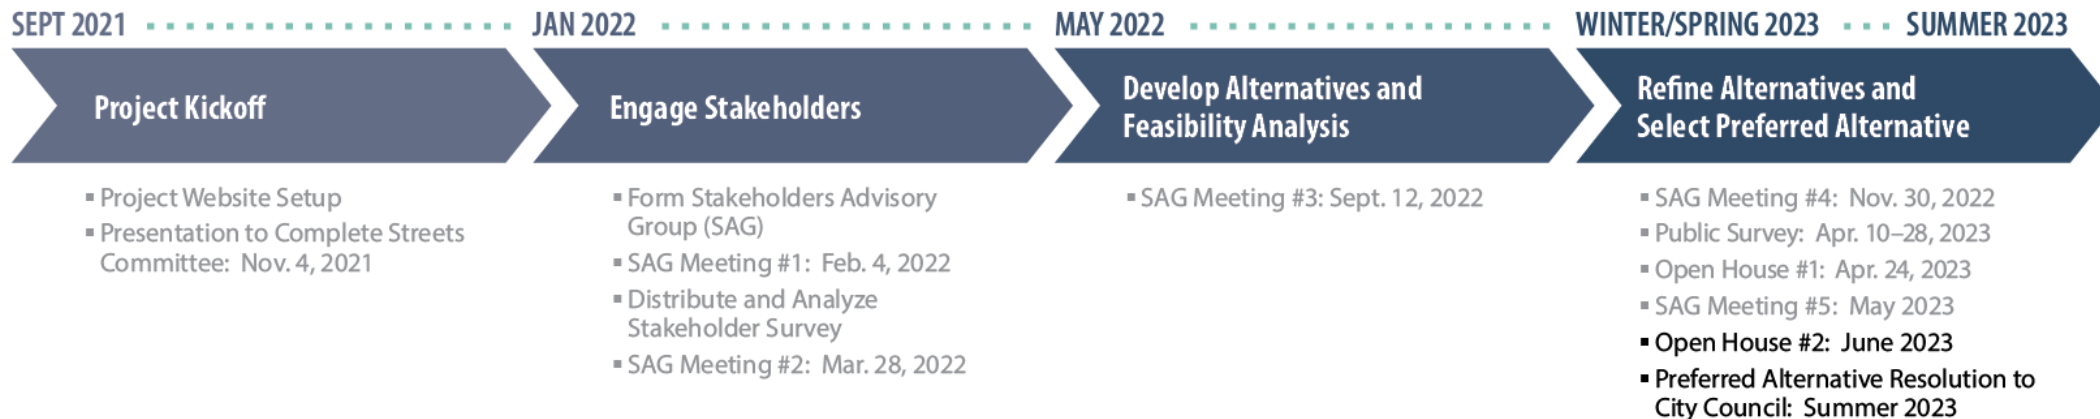 SEPT 2021
JAN 2022
MAY 2022
WINTER/SPRING 2023
SUMMER 2023
Project Kickoff
Engage Stakeholders
Develop Alternatives and
Feasibility Analysis
Refine Alternatives and
Select Preferred Alternative
▪ Project Website Setup
▪ Presentation to Complete Streets
Committee: Nov. 4, 2021
▪ Form Stakeholders Advisory
Group (SAG)
▪ SAG Meeting #1: Feb. 4, 2022
▪ Distribute and Analyze
Stakeholder Survey
▪ SAG Meeting #2: Mar. 28, 2022
▪ SAG Meeting #3: Sept. 12, 2022
▪ SAG Meeting #4: Nov. 30, 2022
▪ Public Survey: Apr. 10–28, 2023
▪ Open House #1: Apr. 24, 2023
▪ SAG Meeting #5: May 2023
▪ Open House #2: June 2023
▪ Preferred Alternative Resolution to
City Council: Summer 2023